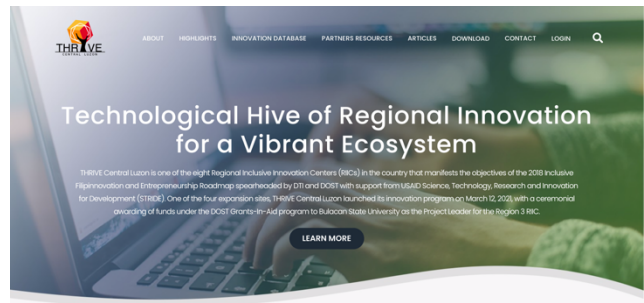 THRIVE
CENTRAL LUZON
ABOUT
HIGHLIGHTS
INNOVATION DATABASE
PARTNERS RESOURCES
ARTICLES
DOWNLOAD
CONTACT
LOGIN
Technological Hive of Regional Innovation
for a Vibrant Ecosystem
THRIVE Central Luzon is one of the eight Regional Inclusive Innovation Centers (RICs) in the country that manifests the objectives of the 2018 Inclusive
Filipinnovation and Entrepreneurship Roadmap spearheaded by DTI and DOST with support from USAID Science, Technology, Research and Innovation
for Development (STRIDE). One of the four expansion sites, THRIVE Central Luzon launched its innovation program on March 12, 2021, with a ceremonial
awarding of funds under the DOST Grants-in-Aid program to Bulacan State University as the Project Leader for the Region 3 RIC.
LEARN MORE